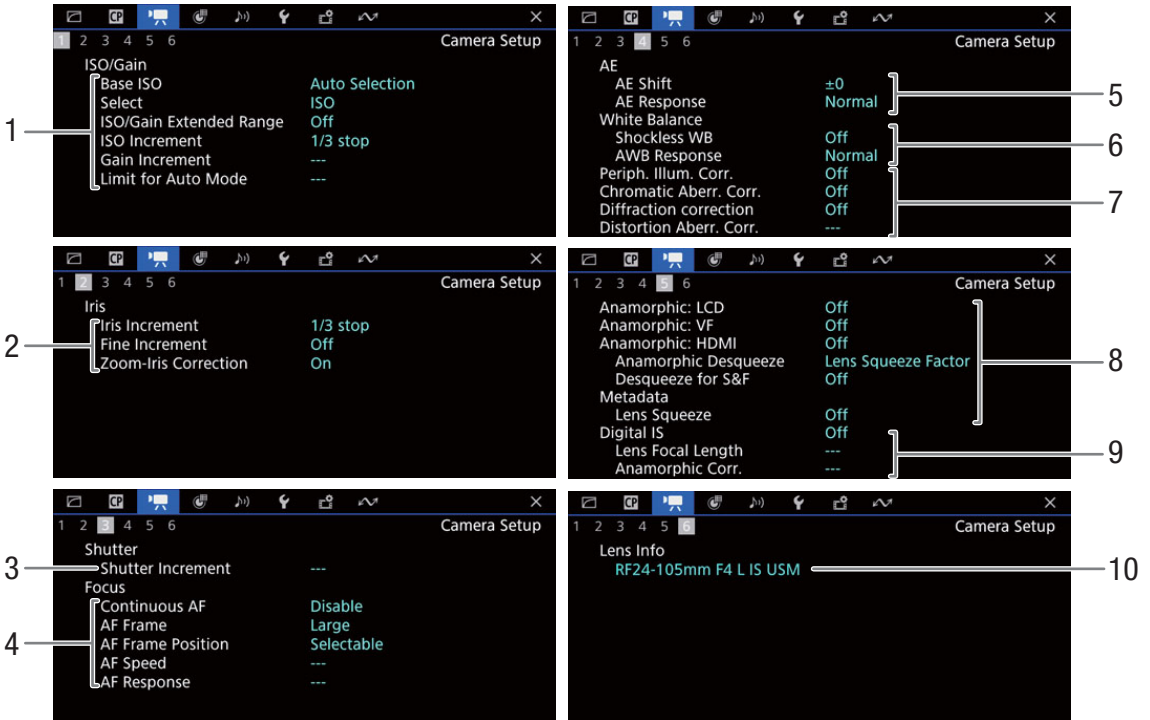 CP
1 2 3 4 5 6 Camera Setup
ISO/Gain
Base ISO Auto Selection
Select ISO
ISO/Gain Extended Range Off
1
ISO Increment 1/3 stop
Gain Increment ---
Limit for Auto Mode ---
CP
1 2 3 4 5 6 Camera Setup
Iris
Iris Increment 1/3 stop
2
Fine Increment Off
Zoom-Iris Correction On
CP
1 2 3 4 5 6 Camera Setup
Shutter
3
Shutter Increment ---
Focus
Continuous AF Disable
AF Frame Large
4
AF Frame Position Selectable
AF Speed ---
AF Response ---
CP
1 2 3 4 5 6 Camera Setup
AE
AE Shift ±0
AE Response Normal
5
White Balance
Shockless WB Off
AWB Response Normal
6
Periph. Illum. Corr. Off
Chromatic Aberr. Corr. Off
Diffraction correction Off
Distortion Aberr. Corr. ---
7
CP
1 2 3 4 5 6 Camera Setup
Anamorphic: LCD Off
Anamorphic: VF Off
Anamorphic: HDMI Off
Anamorphic Desqueeze Lens Squeeze Factor
Desqueeze for S&F Off
Metadata
Lens Squeeze Off
8
Digital IS Off
Lens Focal Length ---
Anamorphic Corr. ---
9
CP
1 2 3 4 5 6 Camera Setup
Lens Info
RF24-105mm F4 L IS USM
10